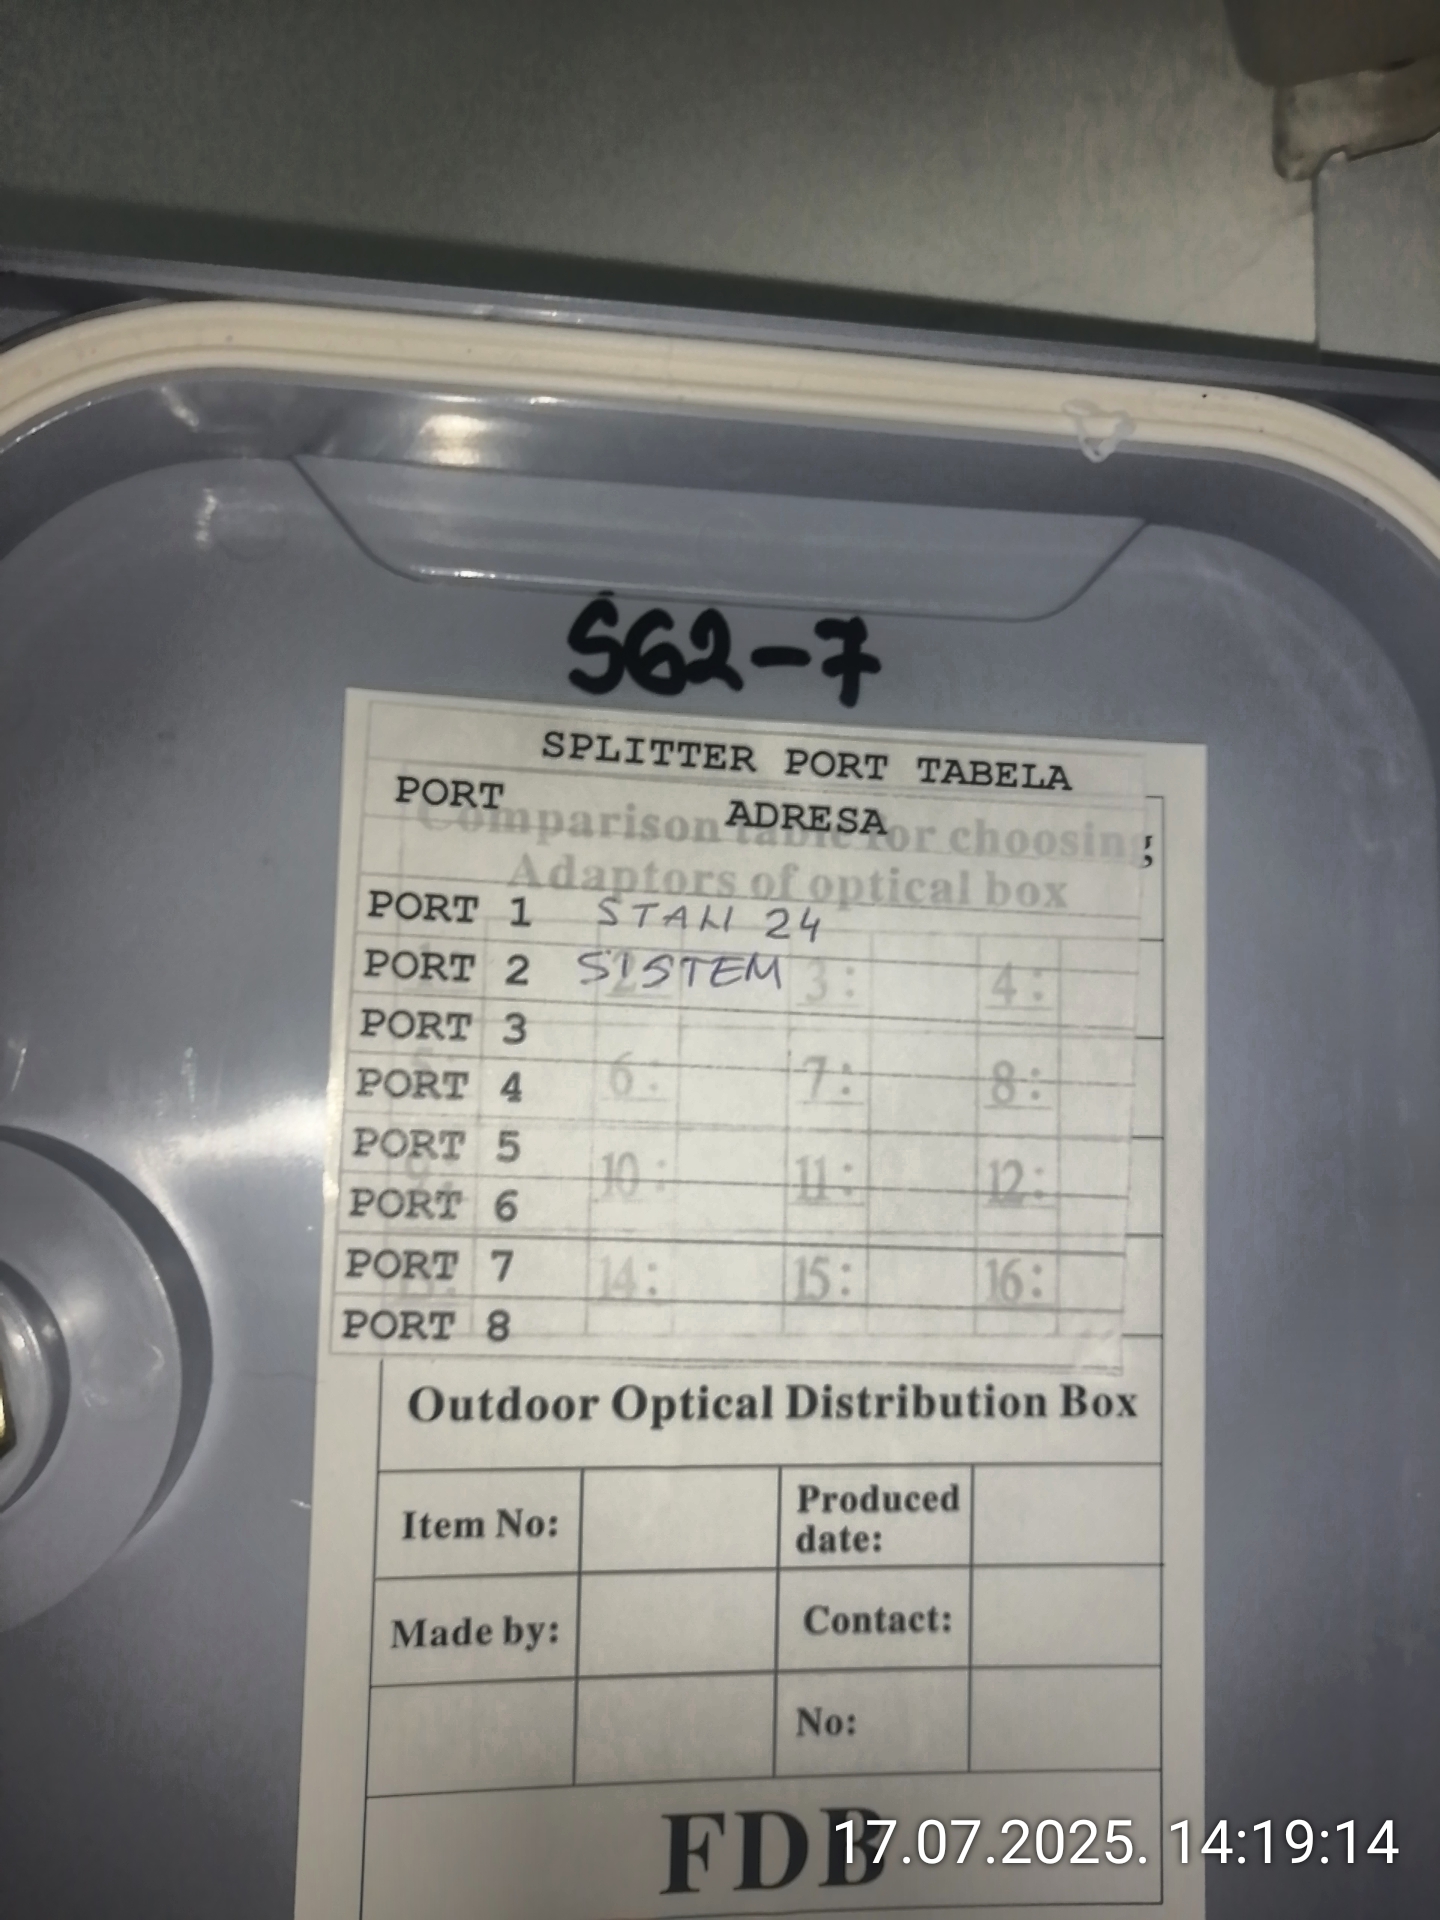 SG2-7
SPLITTER PORT TABELA
PORT ADRESA
Comparison table for choosing
Adaptors of optical box
PORT 1 STAN 24
PORT 2 SISTEM
PORT 3
PORT 4
PORT 5
PORT 6
PORT 7
PORT 8
2: 3: 4:
6: 7: 8:
9: 10: 11: 12:
14: 15: 16:
Outdoor Optical Distribution Box
Item No: Produced date:
Made by: Contact:
No:
FDB
17.07.2025. 14:19:14